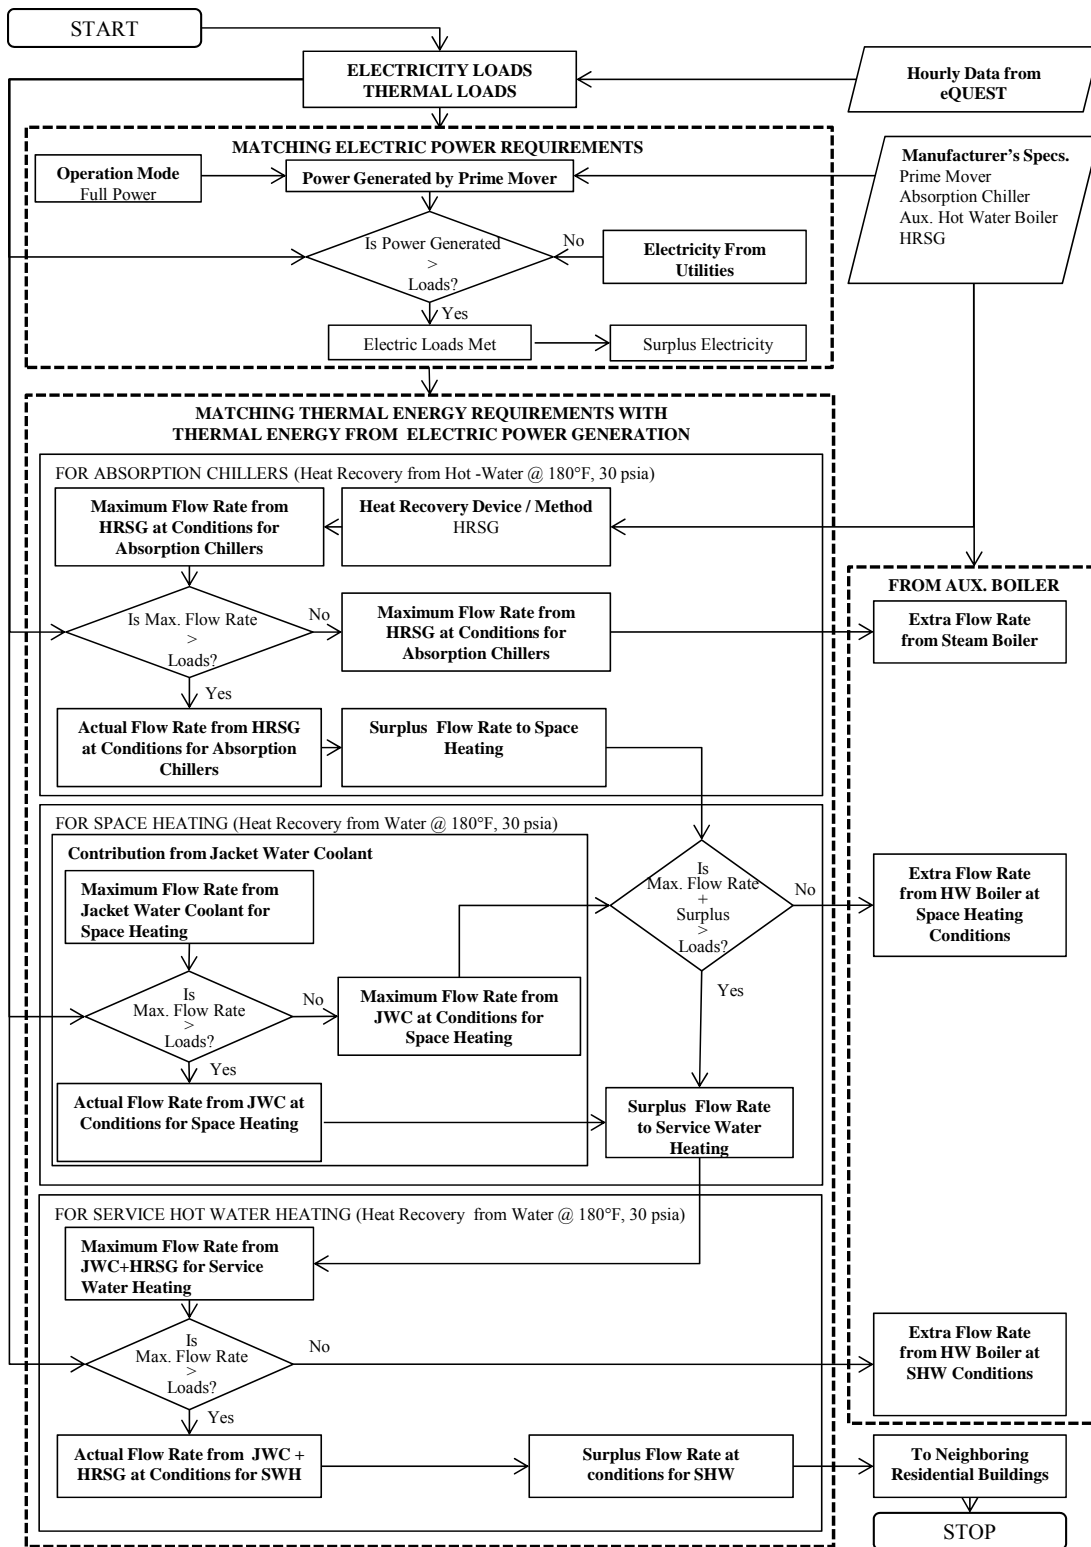 START
ELECTRICITY LOADS
THERMAL LOADS
Hourly Data from
eQUEST
MATCHING ELECTRIC POWER REQUIREMENTS
Operation Mode
Full Power
Power Generated by Prime Mover
Manufacturer's Specs.
Prime Mover
Absorption Chiller
Aux. Hot Water Boiler
HRSG
Is Power Generated
>
Loads?
No
Electricity From
Utilities
Yes
Electric Loads Met
Surplus Electricity
MATCHING THERMAL ENERGY REQUIREMENTS WITH
THERMAL ENERGY FROM ELECTRIC POWER GENERATION
FOR ABSORPTION CHILLERS (Heat Recovery from Hot -Water @ 180°F, 30 psia)
Maximum Flow Rate from
HRSG at Conditions for
Absorption Chillers
Heat Recovery Device / Method
HRSG
FROM AUX. BOILER
Is Max. Flow Rate
>
Loads?
No
Maximum Flow Rate from
HRSG at Conditions for
Absorption Chillers
Extra Flow Rate
from Steam Boiler
Yes
Actual Flow Rate from HRSG
at Conditions for Absorption
Chillers
Surplus Flow Rate to Space
Heating
FOR SPACE HEATING (Heat Recovery from Water @ 180°F, 30 psia)
Contribution from Jacket Water Coolant
Maximum Flow Rate from
Jacket Water Coolant for
Space Heating
Is
Max. Flow Rate
+
Surplus
>
Loads?
No
Extra Flow Rate
from HW Boiler at
Space Heating
Conditions
Yes
Is
Max. Flow Rate
>
Loads?
No
Maximum Flow Rate from
JWC at Conditions for
Space Heating
Yes
Actual Flow Rate from JWC at
Conditions for Space Heating
Surplus Flow Rate
to Service Water
Heating
FOR SERVICE HOT WATER HEATING (Heat Recovery from Water @ 180°F, 30 psia)
Maximum Flow Rate from
JWC+HRSG for Service
Water Heating
Is
Max. Flow Rate
>
Loads?
No
Extra Flow Rate
from HW Boiler at
SHW Conditions
Yes
Actual Flow Rate from JWC +
HRSG at Conditions for SWH
Surplus Flow Rate at
conditions for SHW
To Neighboring
Residential Buildings
STOP